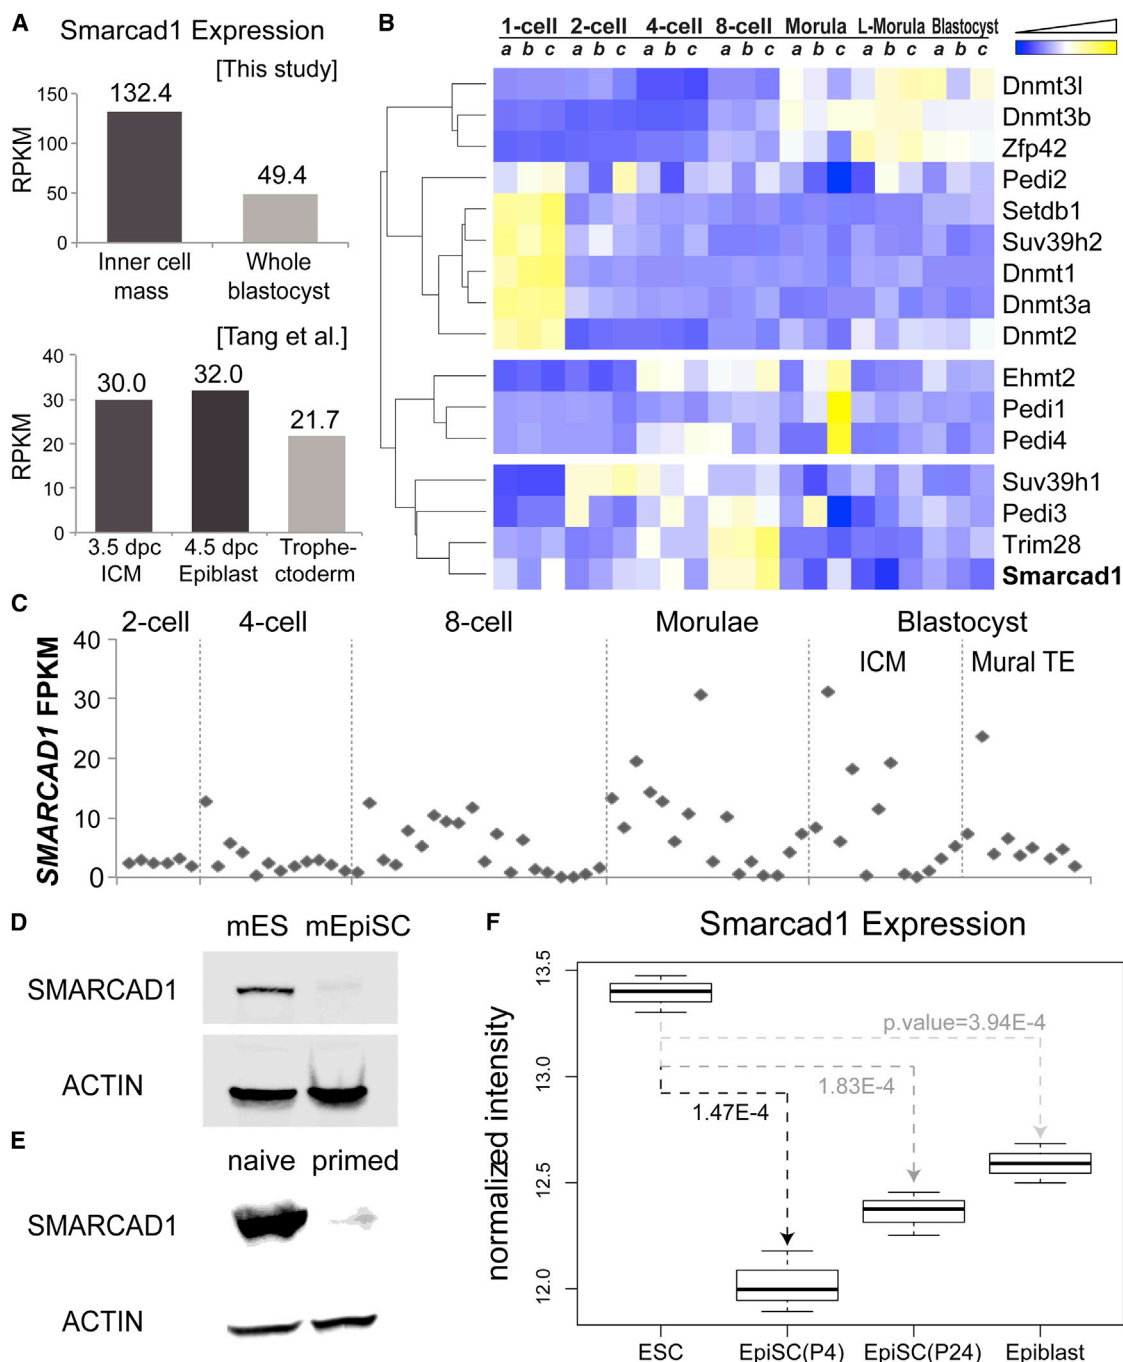 A
Smarcad1 Expression
[This study]
RPKM
150
100
50
0
132.4
49.4
Inner cell mass
Whole blastocyst
[Tang et al.]
RPKM
40
30
20
10
0
30.0
32.0
21.7
3.5 dpc ICM
4.5 dpc Epiblast
Trophe-ctoderm
B
1-cell 2-cell 4-cell 8-cell Morula L-Morula Blastocyst
a b c a b c a b c a b c a b c a b c a b c
Dnmt3l
Dnmt3b
Zfp42
Pedi2
Setdb1
Suv39h2
Dnmt1
Dnmt3a
Dnmt2
Ehmt2
Pedi1
Pedi4
Suv39h1
Pedi3
Trim28
Smarcad1
C
2-cell 4-cell 8-cell Morulae Blastocyst
ICM Mural TE
SMARCAD1 FPKM
40
30
20
10
0
D
mES mEpiSC
SMARCAD1
ACTIN
E
naive primed
SMARCAD1
ACTIN
F
Smarcad1 Expression
normalized intensity
13.5
13.0
12.5
12.0
p.value=3.94E-4
1.83E-4
1.47E-4
ESC EpiSC(P4) EpiSC(P24) Epiblast